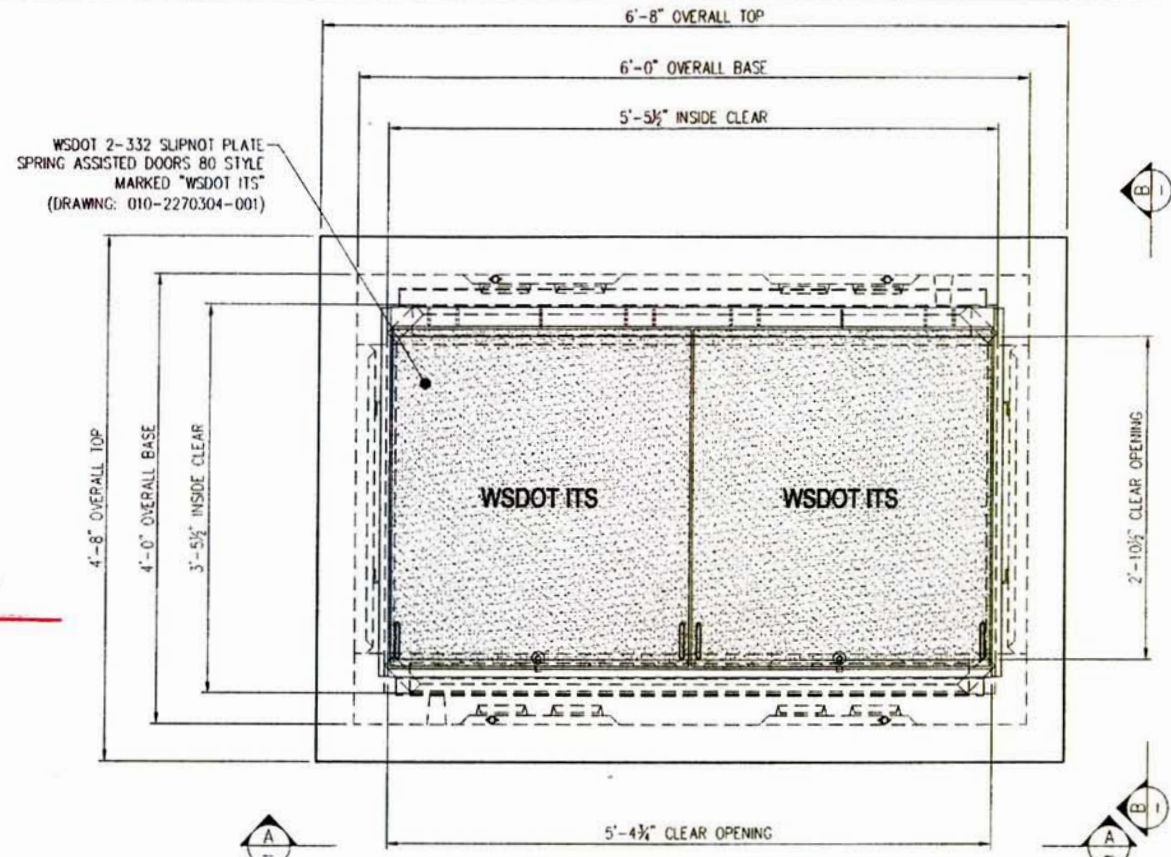 6'-8" OVERALL TOP
6'-0" OVERALL BASE
5'-5½" INSIDE CLEAR
WSDOT 2-332 SLIPNOT PLATE
SPRING ASSISTED DOORS 80 STYLE
MARKED "WSDOT ITS"
(DRAWING: 010-2270304-001)
B
1
4'-8" OVERALL TOP
4'-0" OVERALL BASE
3'-5½" INSIDE CLEAR
WSDOT ITS
WSDOT ITS
2'-10½" CLEAR OPENING
B
1
A
5'-4¾" CLEAR OPENING
A